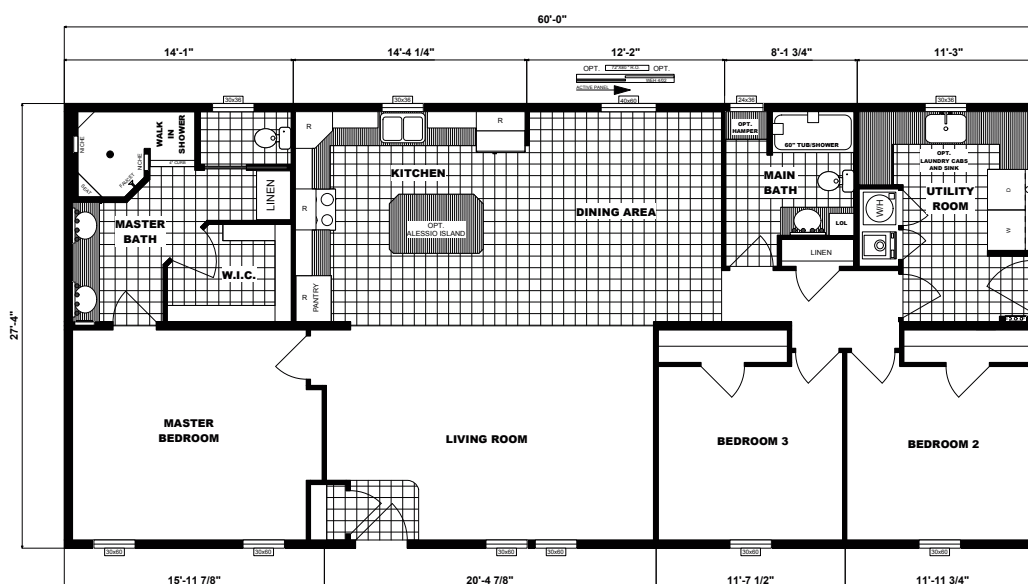 60'-0"
14'-1" 14'-4 1/4" 12'-2" 8'-1 3/4" 11'-3"
OPT. 72"X80" R.O. OPT.
ACTIVE PANEL
30x36 30x36 40x60 24x36 30x36
NICHE
WALK
IN
SHOWER
NICHE
4" CURB
FAUCET
SEAT
LINEN
MASTER
BATH
W.I.C.
R
R
R
R
KITCHEN
OPT.
ALESSIO ISLAND
PANTRY
DINING AREA
OPT.
HAMPER
60" TUB/SHOWER
MAIN
BATH
LOL
LINEN
OPT.
LAUNDRY CABS
AND SINK
UTILITY
ROOM
W/H
D
W
27'-4"
MASTER
BEDROOM
LIVING ROOM
BEDROOM 3
BEDROOM 2
30x60 30x60 30x60 30x60 30x60 30x60
15'-11 7/8" 20'-4 7/8" 11'-7 1/2" 11'-11 3/4"